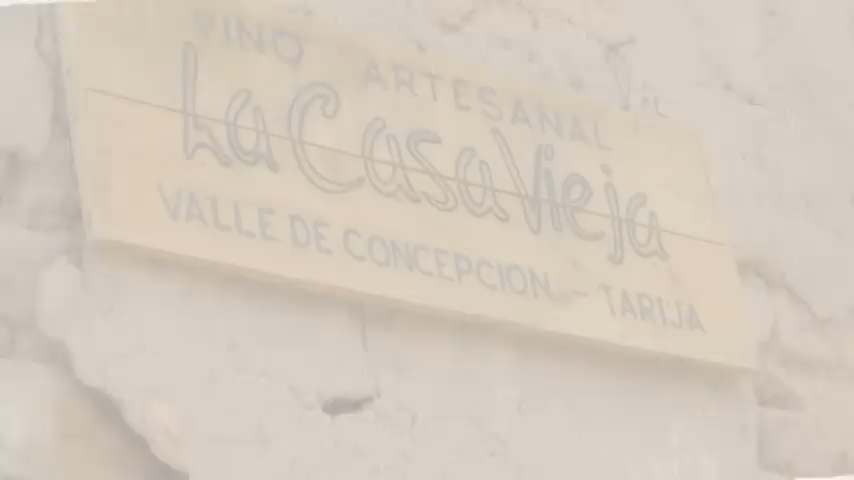 VINO ARTESANAL
La Casa Vieja
VALLE DE CONCEPCION - TARIJA